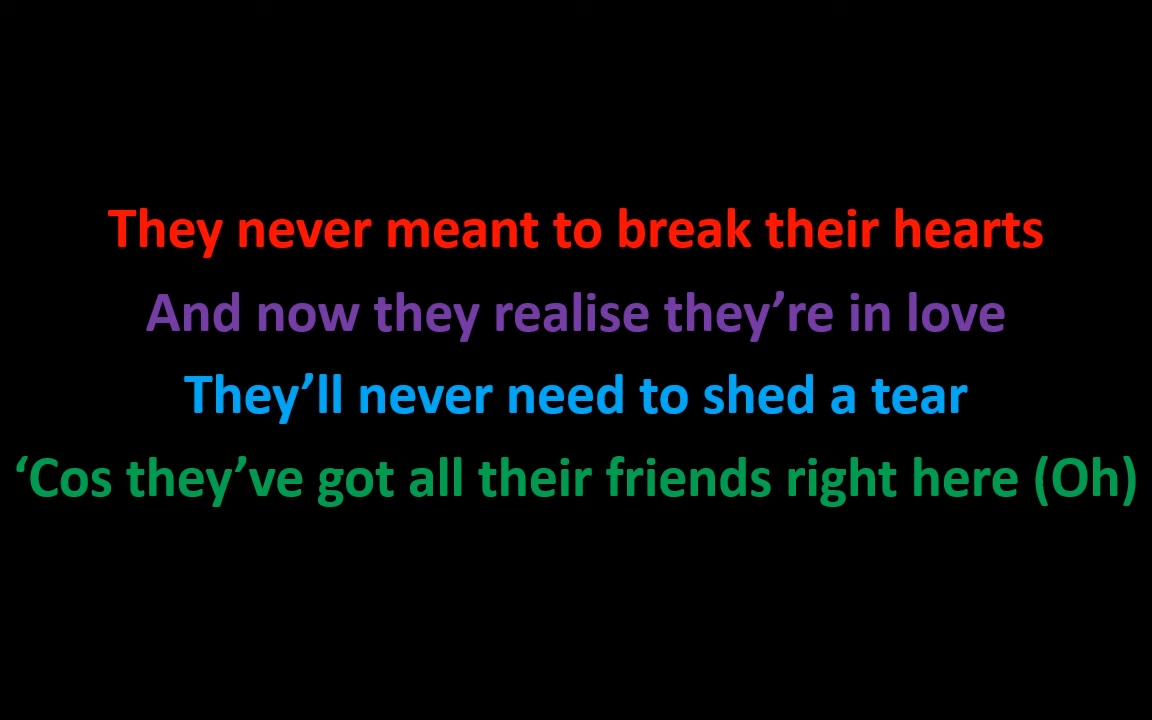 They never meant to break their hearts
And now they realise they’re in love
They’ll never need to shed a tear
‘Cos they’ve got all their friends right here (Oh)